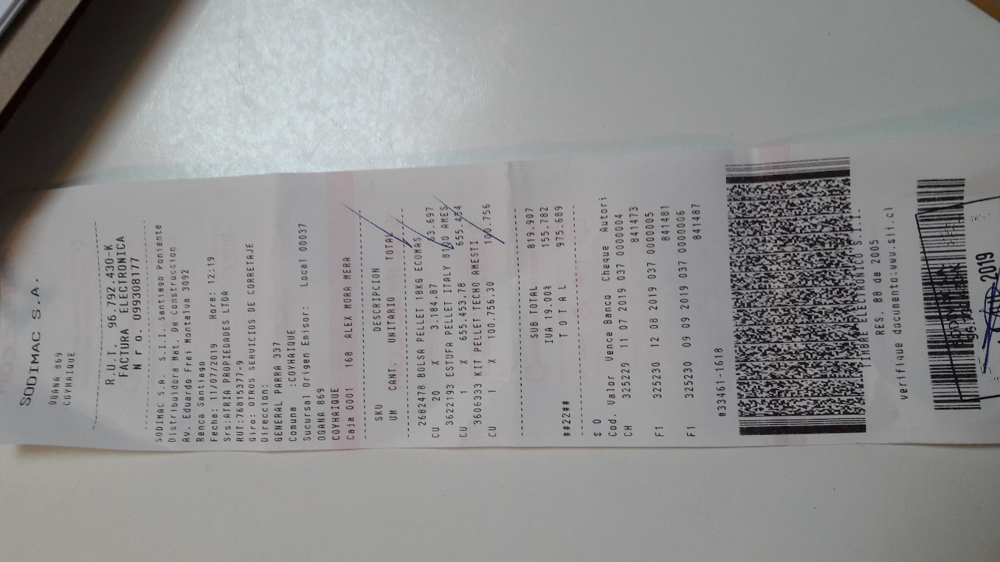 SODIMAC S.A.
OGANA 869
COYHAIQUE
R.U.T. 96.792.430-K
FACTURA ELECTRONICA
N r o. 099308177
SODIMAC S.A. S.I.I. Santiago Poniente
Distribuidora Mat. De Construccion
Av. Eduardo Frei Montalva 3092
Renca Santiago
Fecha: 11/07/2019 Hora: 12:19
Srs:ATRIA PROPIEDADES LTDA
RUT:76815377-9
Giro: OTROS SERVICIOS DE CORRETAJE
Direccion:
GENERAL PARRA 337
Comuna :COYHAIQUE
Sucursal Origen Emisor: Local 00037
OGANA 869
COYHAIQUE
Caja 0001 168 ALEX MORA MERA
SKU DESCRIPCION
UM CANT. UNITARIO TOTAL
2682478 BOLSA PELLET 18KG ECOMAS
CU 20 X 3.184,87 63.697
3622193 ESTUFA PELLET ITALY 8100 AMES
CU 1 X 655.453,78 655.454
3606333 KIT PELLET TECHO AMESTI
CU 1 X 100.756,30 100.756
SUB TOTAL 819.907
IVA 19.00% 155.782
##22## T O T A L 975.689
$ 0
Cod. Valor Vence Banco Cheque Autori
CH 325229 11 07 2019 037 0000004
841473
F1 325230 12 08 2019 037 0000005
841481
F1 325230 09 09 2019 037 0000006
841487
#33461-1618
TIMBRE ELECTRONICO S.I.I.
RES. 88 de 2005
verifique documento:www.sii.cl
2019